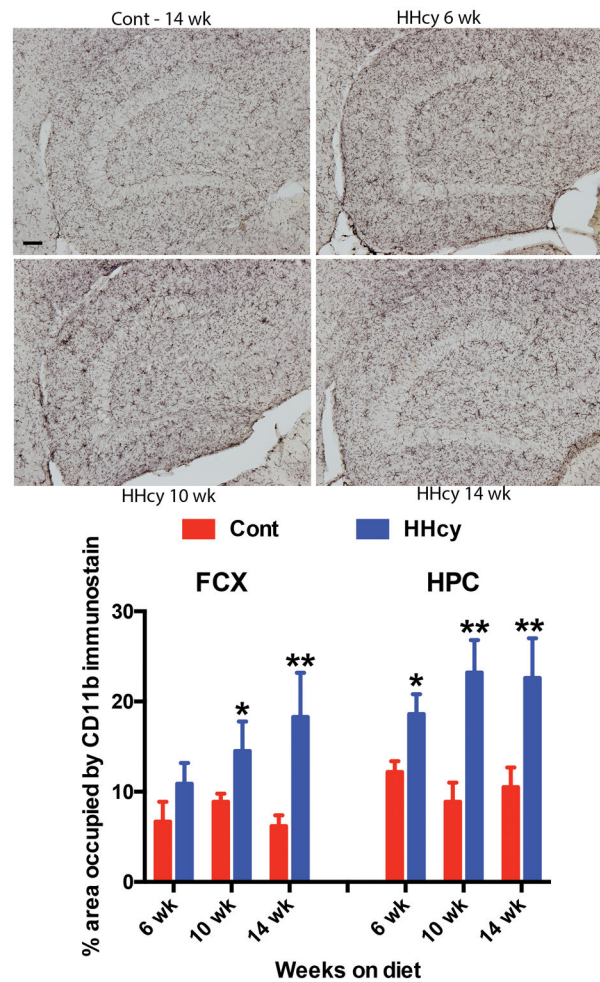 Cont - 14 wk
HHcy 6 wk
HHcy 10 wk
HHcy 14 wk
Cont
HHcy
FCX
HPC
% area occupied by CD11b immunostain
30
20
10
0
*
**
*
**
**
6 wk
10 wk
14 wk
6 wk
10 wk
14 wk
Weeks on diet